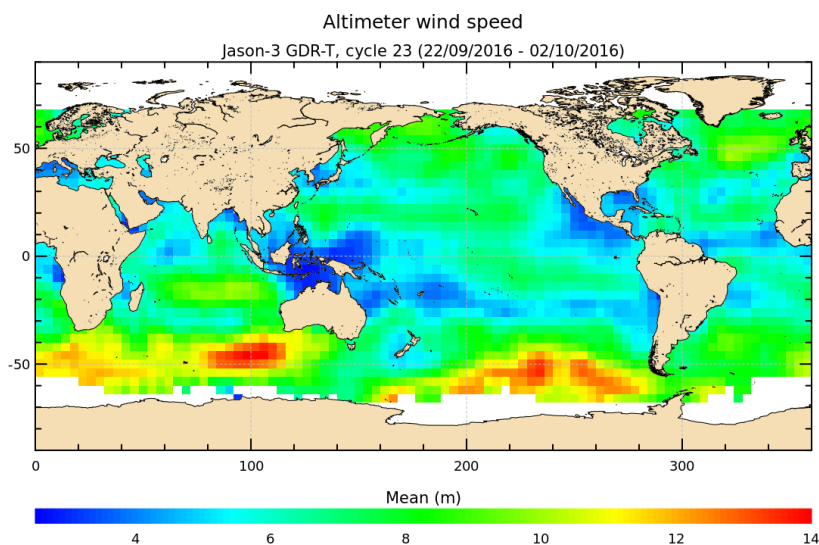 Altimeter wind speed
Jason-3 GDR-T, cycle 23 (22/09/2016 - 02/10/2016)
50
0
-50
0 100 200 300
Mean (m)
4 6 8 10 12 14